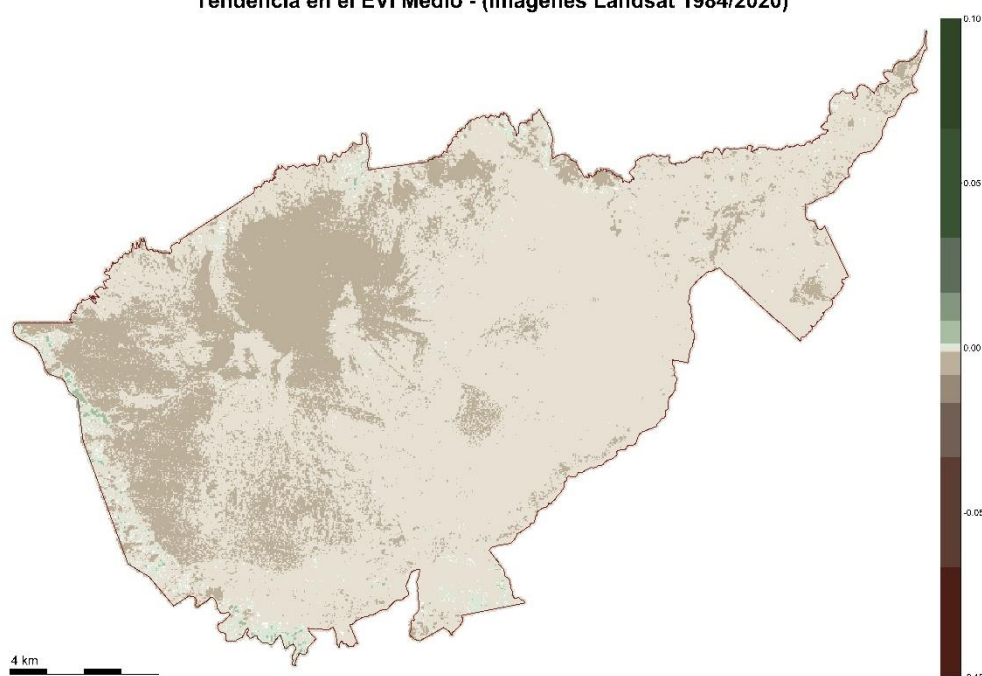 Tendencia en el EVI Medio - (Imágenes Landsat 1984/2020)
0.10
0.05
0.00
-0.05
4 km